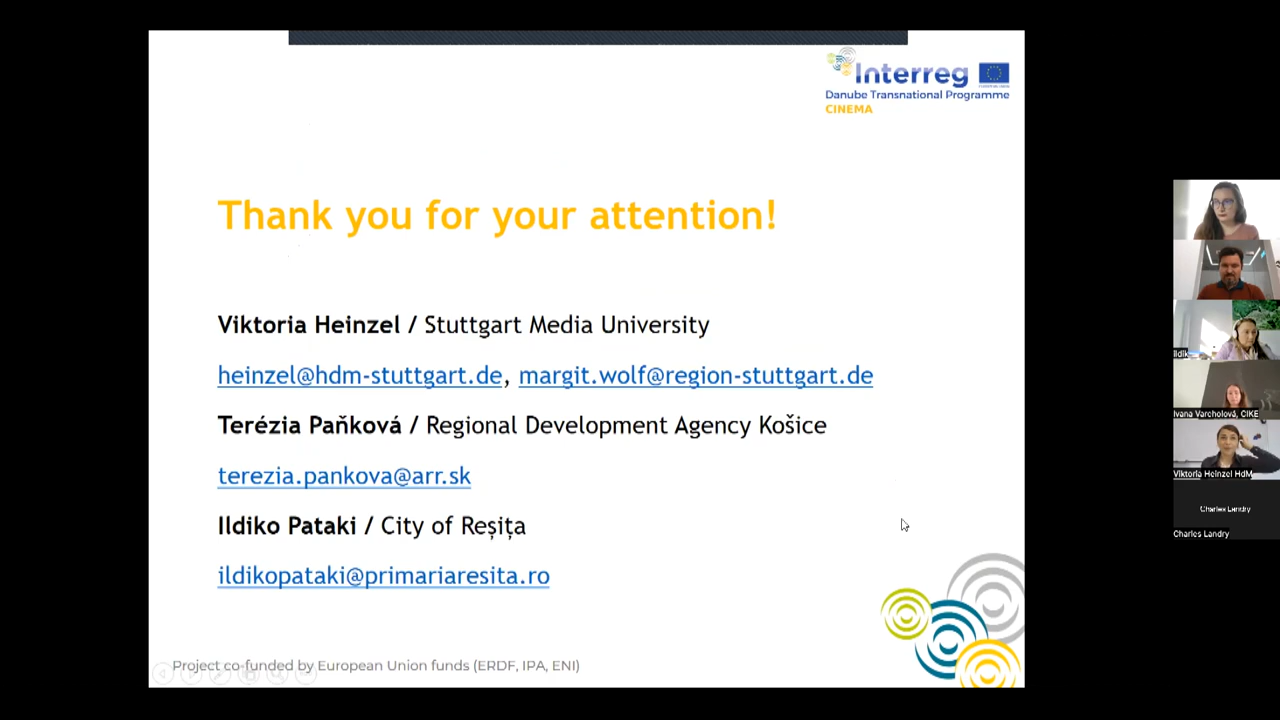 Interreg
Danube Transnational Programme
CINEMA
Thank you for your attention!
Viktoria Heinzel / Stuttgart Media University
heinzel@hdm-stuttgart.de, margit.wolf@region-stuttgart.de
Terézia Paňková / Regional Development Agency Košice
terezia.pankova@arr.sk
Ildiko Pataki / City of Reșița
ildikopataki@primariaresita.ro
Project co-funded by European Union funds (ERDF, IPA, ENI)
ildik
Ivana Varcholová, CIKE
Viktoria Heinzel HdM
Charles Landry
Charles Landry